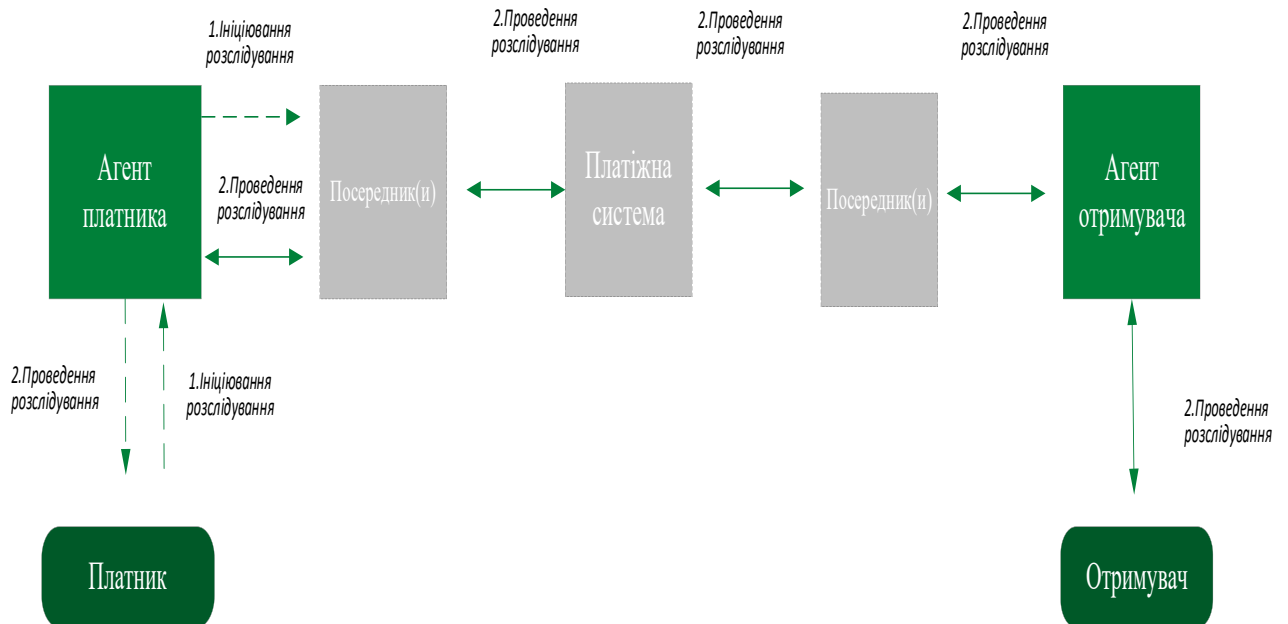 1.Ініціювання
розслідування
2.Проведення
розслідування
2.Проведення
розслідування
2.Проведення
розслідування
Агент
платника
2.Проведення
розслідування
Посередник(и)
Платіжна
система
Посередник(и)
Агент
отримувача
2.Проведення
розслідування
1.Ініціювання
розслідування
2.Проведення
розслідування
Платник
Отримувач